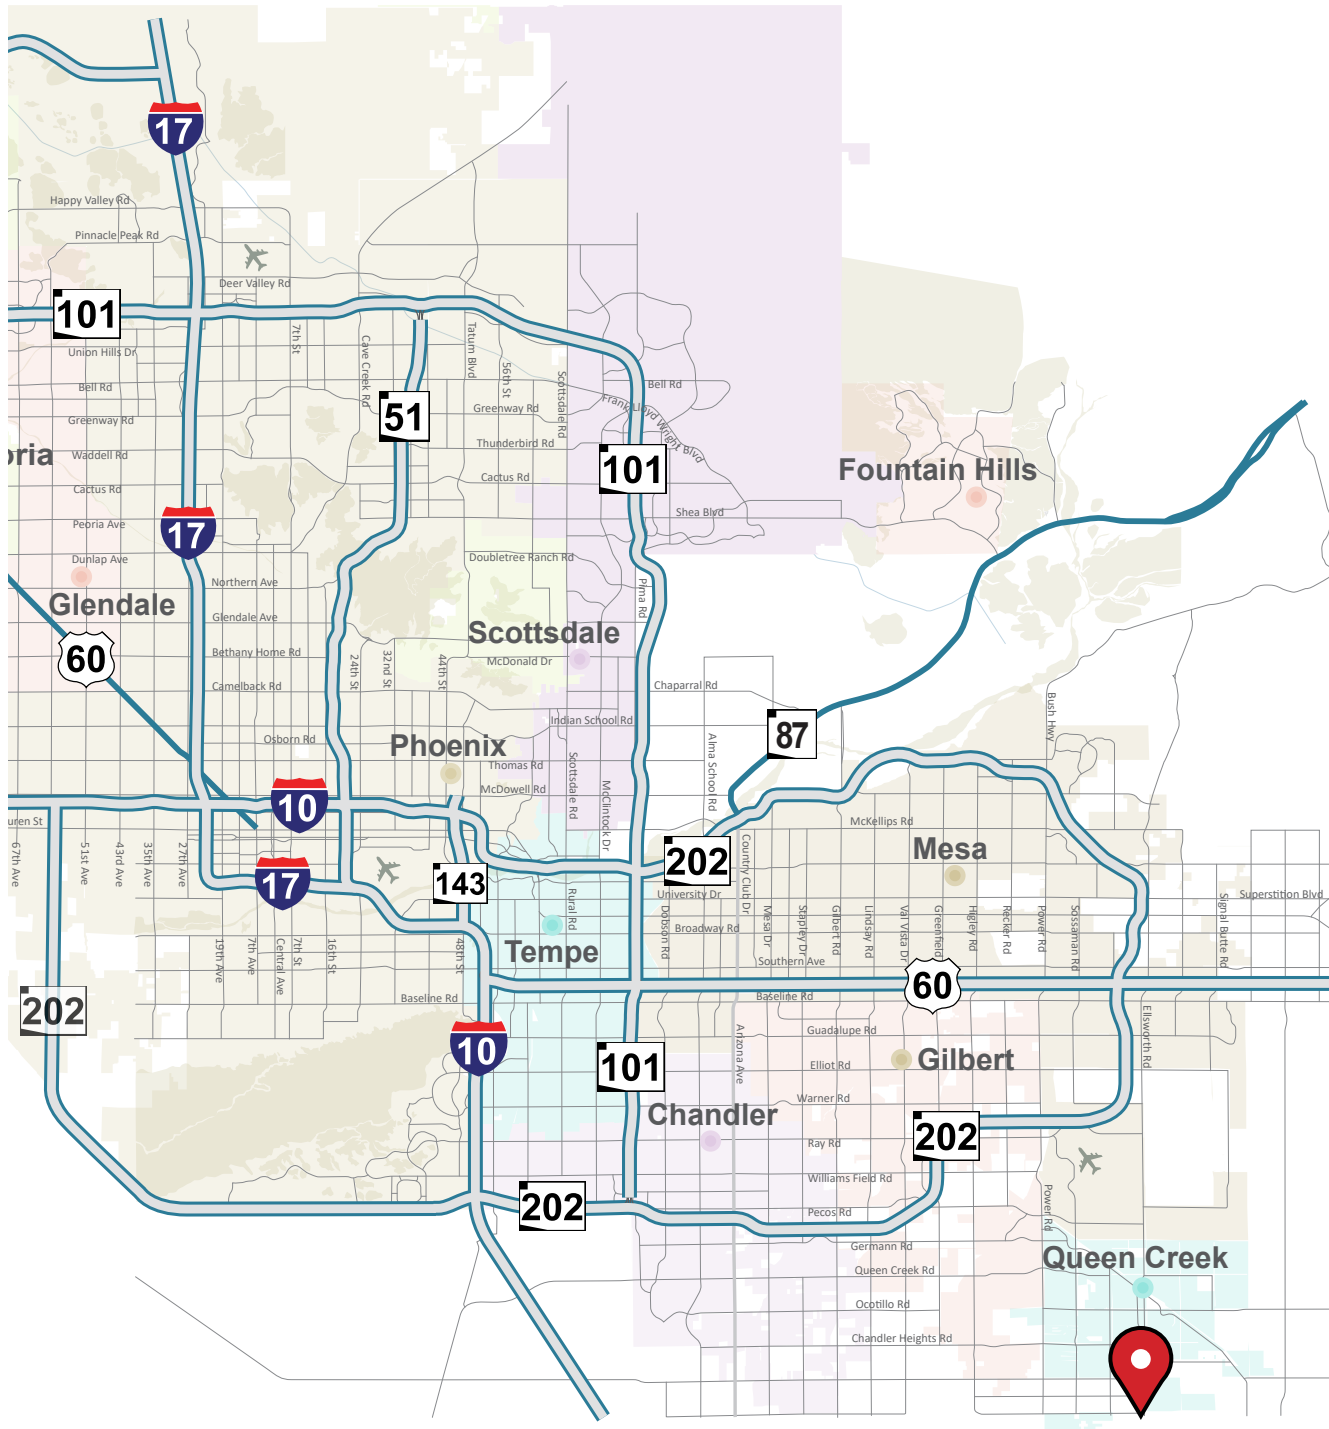 17
Happy Valley Rd
Pinnacle Peak Rd
Deer Valley Rd
101
Union Hills Dr
7th St
Cave Creek Rd
Tatum Blvd
56th St
Scottsdale Rd
Bell Rd
Bell Rd
51
Greenway Rd
Greenway Rd
Frank Lloyd Wright Blvd
Thunderbird Rd
oria
Waddell Rd
101
Fountain Hills
Cactus Rd
Cactus Rd
Shea Blvd
Peoria Ave
17
Dunlap Ave
Doubletree Ranch Rd
Northern Ave
Pima Rd
Glendale
Glendale Ave
Scottsdale
60
Bethany Home Rd
24th St
32nd St
44th St
McDonald Dr
Camelback Rd
Chaparral Rd
Bush Hwy
Indian School Rd
87
Osborn Rd
Phoenix
Thomas Rd
Scottsdale Rd
McClintock Dr
Alma School Rd
McDowell Rd
10
uren St
McKellips Rd
67th Ave
51st Ave
43rd Ave
35th Ave
27th Ave
202
Country Club Dr
Mesa
17
143
University Dr
Superstition Blvd
Rural Rd
Dobson Rd
Broadway Rd
Mesa Dr
Stapley Dr
Gilbert Rd
Lindsay Rd
Val Vista Dr
Greenfield
Higley Rd
Recker Rd
Power Rd
Sossaman Rd
Signal Butte Rd
19th Ave
7th Ave
Central Ave
7th St
16th St
48th St
Tempe
Southern Ave
60
Baseline Rd
Baseline Rd
202
10
Arizona Ave
Guadalupe Rd
Ellsworth Rd
101
Elliot Rd
Gilbert
Warner Rd
Chandler
202
Ray Rd
Williams Field Rd
Power Rd
202
Pecos Rd
Germann Rd
Queen Creek
Queen Creek Rd
Ocotillo Rd
Chandler Heights Rd